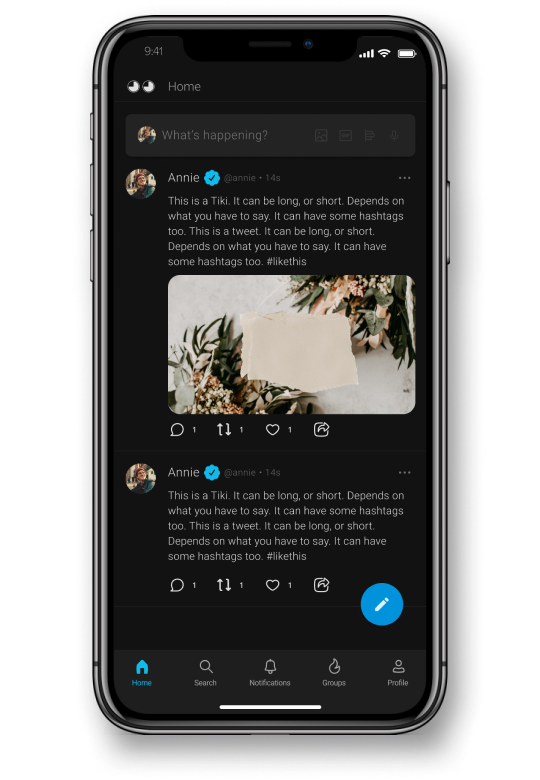 9:41
Home
What's happening?
GIF
Annie @annie • 14s
This is a Tiki. It can be long, or short. Depends on
what you have to say. It can have some hashtags
too. This is a tweet. It can be long, or short.
Depends on what you have to say. It can have
some hashtags too. #likethis
1 1 1
Annie @annie • 14s
This is a Tiki. It can be long, or short. Depends on
what you have to say. It can have some hashtags
too. This is a tweet. It can be long, or short.
Depends on what you have to say. It can have
some hashtags too. #likethis
1 1 1
Home Search Notifications Groups Profile